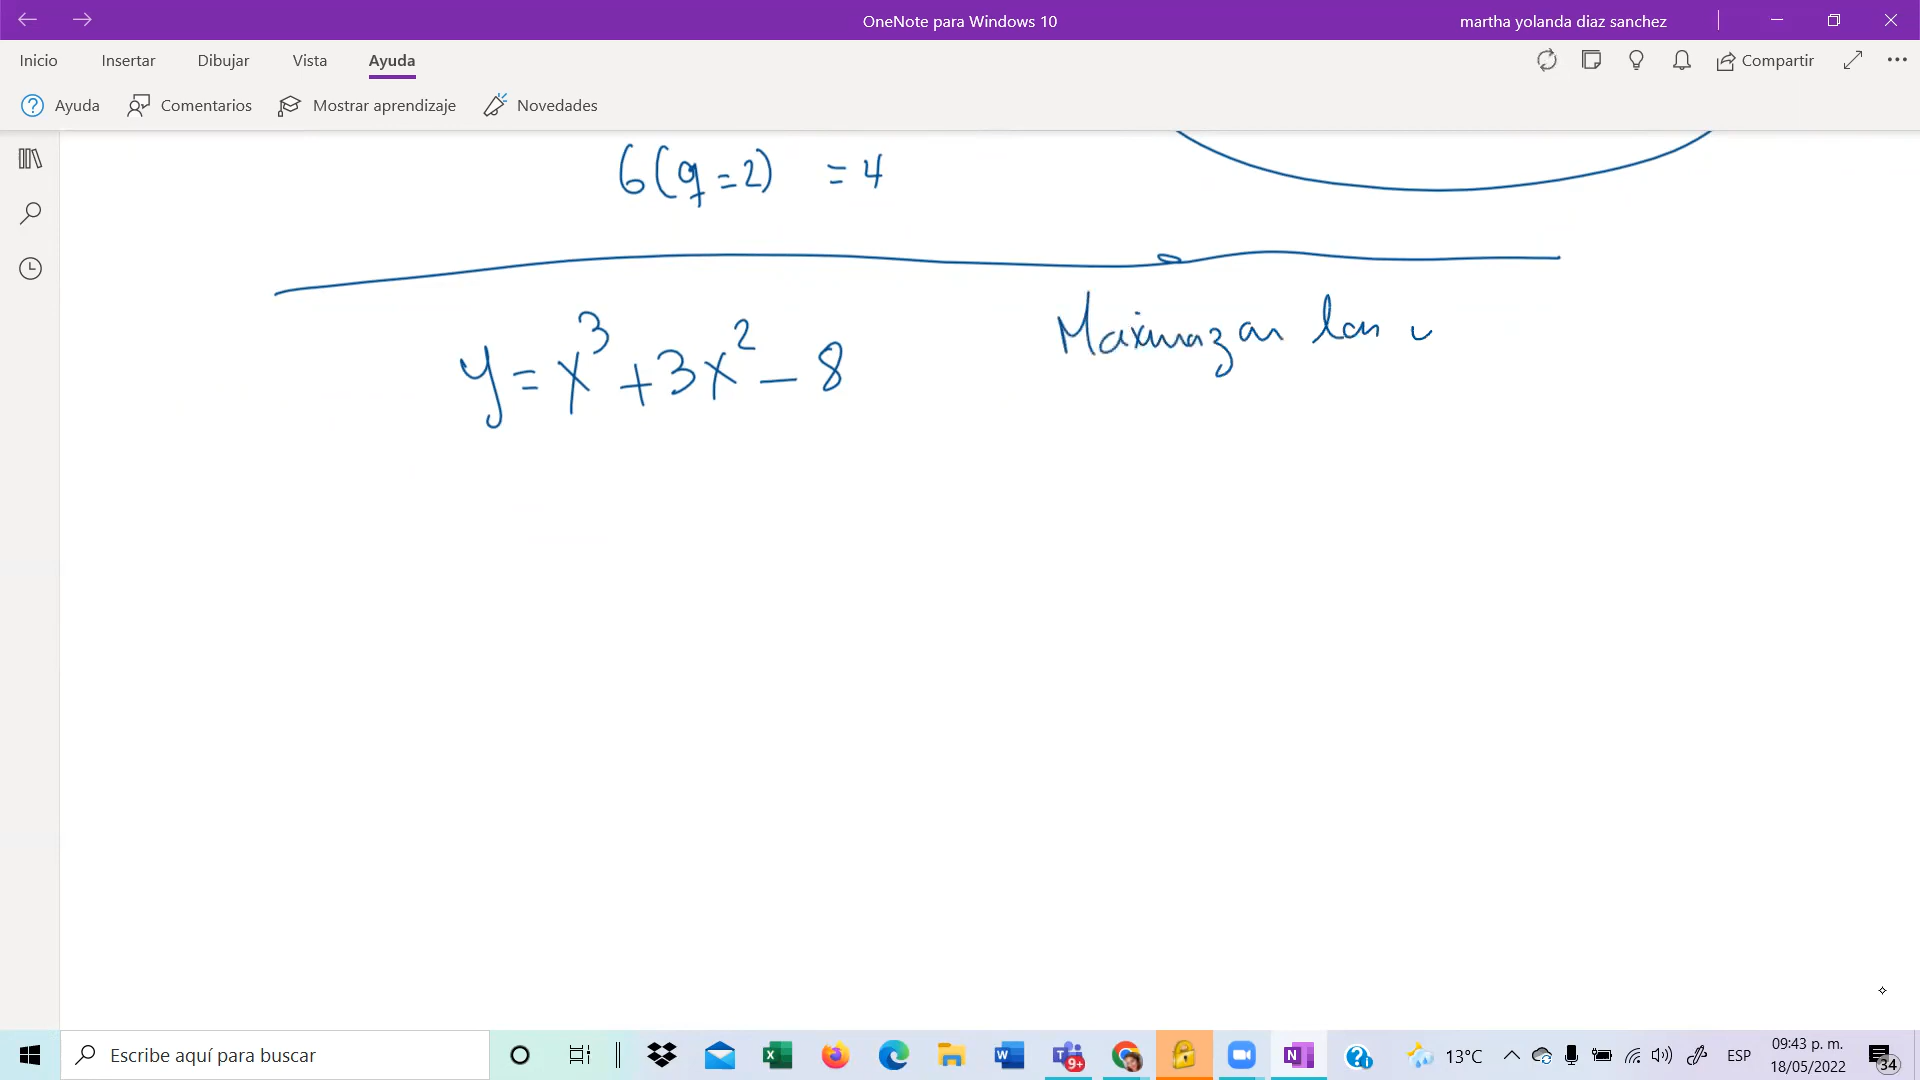 OneNote para Windows 10
martha yolanda diaz sanchez
Inicio Insertar Dibujar Vista Ayuda
Compartir
Ayuda Comentarios Mostrar aprendizaje Novedades
6(q=2) = 4
y = x³ + 3x² - 8
Maximazan las
Escribe aquí para buscar
9+
13°C
ESP
09:43 p. m.
18/05/2022
34